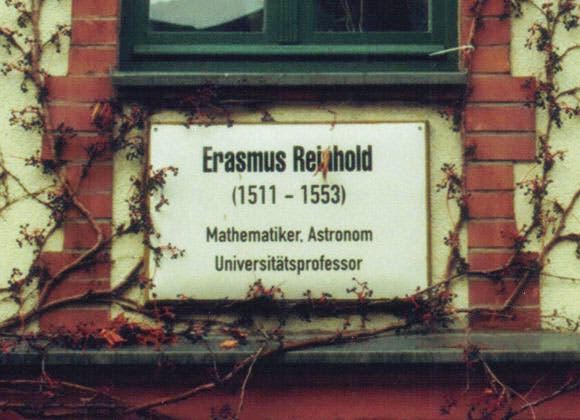 Erasmus Reinhold
(1511 – 1553)
Mathematiker, Astronom
Universitätsprofessor